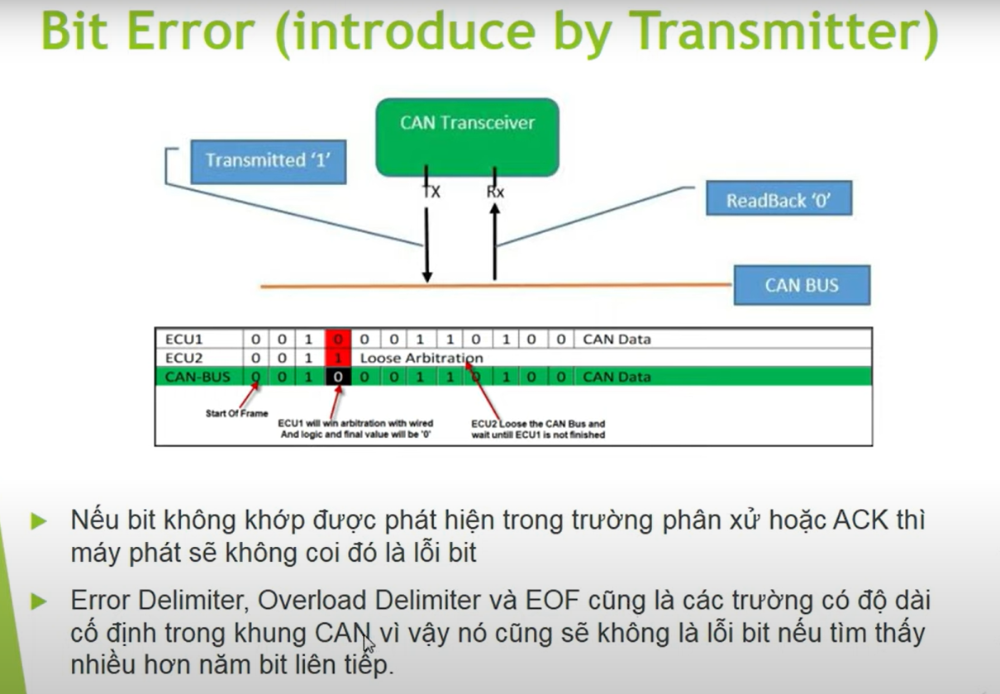 Bit Error (introduce by Transmitter)
CAN Transceiver
Transmitted ‘1’
TX
Rx
ReadBack ‘0’
CAN BUS
ECU1 0 0 1 0 0 0 1 1 0 1 0 0 CAN Data
ECU2 0 0 1 1 Loose Arbitration
CAN-BUS 0 0 1 0 0 0 1 1 0 1 0 0 CAN Data
Start Of Frame
ECU1 will win arbitration with wired
And logic and final value will be '0'
ECU2 Loose the CAN Bus and
wait untill ECU1 is not finished
Nếu bit không khớp được phát hiện trong trường phân xử hoặc ACK thì
máy phát sẽ không coi đó là lỗi bit
Error Delimiter, Overload Delimiter và EOF cũng là các trường có độ dài
cố định trong khung CAN vì vậy nó cũng sẽ không là lỗi bit nếu tìm thấy
nhiều hơn năm bit liên tiếp.